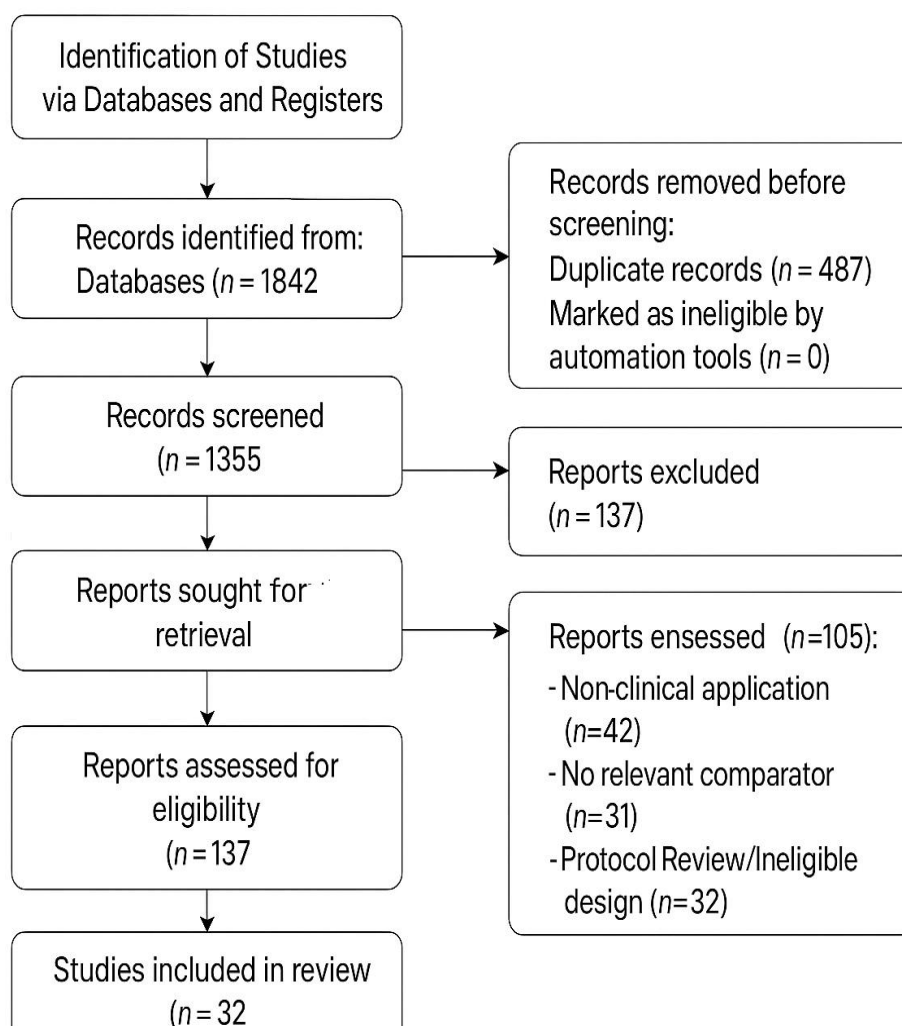 Identification of Studies
via Databases and Registers
Records identified from:
Databases (n = 1842
Records removed before
screening:
Duplicate records (n = 487)
Marked as ineligible by
automation tools (n = 0)
Records screened
(n = 1355
Reports excluded
(n = 137)
Reports sought for
retrieval
Reports ensessed (n=105):
- Non-clinical application
(n=42)
- No relevant comparator
(n=31)
- Protocol Review/Ineligible
design (n=32)
Reports assessed for
eligibility
(n = 137
Studies included in review
(n = 32